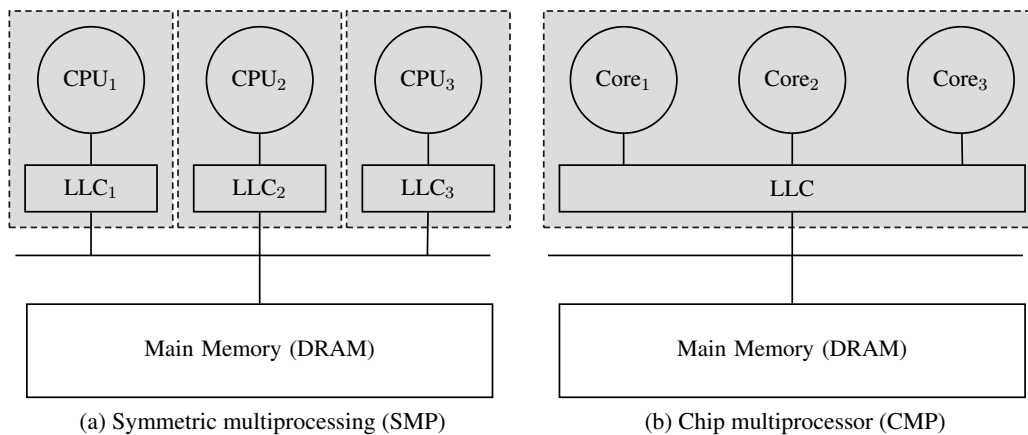 CPU₁ CPU₂ CPU₃
LLC₁ LLC₂ LLC₃
Main Memory (DRAM)
(a) Symmetric multiprocessing (SMP)
Core₁ Core₂ Core₃
LLC
Main Memory (DRAM)
(b) Chip multiprocessor (CMP)